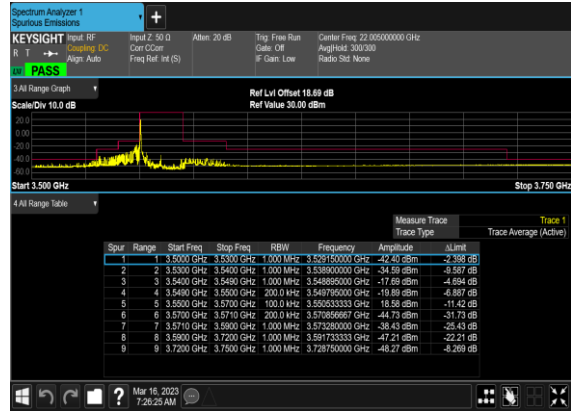 Spectrum Analyzer 1
Spurious Emissions
+
KEYSIGHT Input: RF Input Z: 50 Ω Atten: 20 dB Trig: Free Run Center Freq: 22.005000000 GHz
R T Coupling: DC Corr CCorr Gate: Off Avg|Hold: 300/300
Align: Auto Freq Ref: Int (S) IF Gain: Low Radio Std: None
PASS
3 All Range Graph
Ref Lvl Offset 18.69 dB
Scale/Div 10.0 dB Ref Value 30.00 dBm
20.0
0.00
-20.0
-40.0
-60.0
Start 3.500 GHz Stop 3.750 GHz
4 All Range Table
Measure Trace Trace 1
Trace Type Trace Average (Active)
Spur Range Start Freq Stop Freq RBW Frequency Amplitude ΔLimit
1 1 3.5000 GHz 3.5300 GHz 1.000 MHz 3.529150000 GHz -42.40 dBm -2.398 dB
2 2 3.5300 GHz 3.5400 GHz 1.000 MHz 3.538900000 GHz -34.59 dBm -9.587 dB
3 3 3.5400 GHz 3.5490 GHz 1.000 MHz 3.548895000 GHz -17.69 dBm -4.694 dB
4 4 3.5490 GHz 3.5500 GHz 200.0 kHz 3.549795000 GHz -19.89 dBm -6.887 dB
5 5 3.5500 GHz 3.5700 GHz 100.0 kHz 3.550533333 GHz 18.58 dBm -11.42 dB
6 6 3.5700 GHz 3.5710 GHz 200.0 kHz 3.570856667 GHz -44.73 dBm -31.73 dB
7 7 3.5710 GHz 3.5900 GHz 1.000 MHz 3.573280000 GHz -38.43 dBm -25.43 dB
8 8 3.5900 GHz 3.7200 GHz 1.000 MHz 3.591733333 GHz -47.21 dBm -22.21 dB
9 9 3.7200 GHz 3.7500 GHz 1.000 MHz 3.728750000 GHz -48.27 dBm -8.269 dB
? Mar 16, 2023
7:26:25 AM